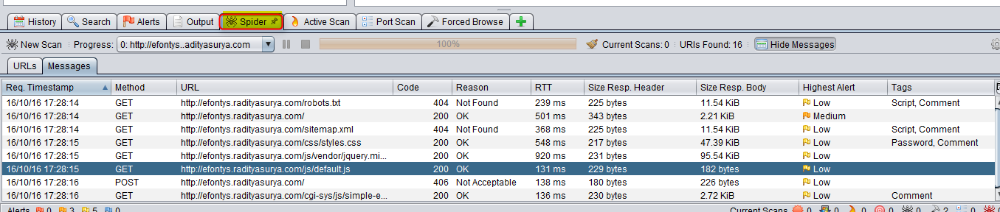 History Search Alerts Output Spider Active Scan Port Scan Forced Browse
New Scan Progress: 0: http://efontys..adityasurya.com 100% Current Scans: 0 URIs Found: 16 Hide Messages
URLs Messages
Req. Timestamp Method URL Code Reason RTT Size Resp. Header Size Resp. Body Highest Alert Tags
16/10/16 17:28:14 GET http://efontys.radityasurya.com/robots.txt 404 Not Found 239 ms 225 bytes 11.54 KiB Low Script, Comment
16/10/16 17:28:14 GET http://efontys.radityasurya.com/ 200 OK 501 ms 343 bytes 2.21 KiB Medium
16/10/16 17:28:14 GET http://efontys.radityasurya.com/sitemap.xml 404 Not Found 368 ms 225 bytes 11.54 KiB Low Script, Comment
16/10/16 17:28:15 GET http://efontys.radityasurya.com/css/styles.css 200 OK 548 ms 217 bytes 47.39 KiB Low Password, Comment
16/10/16 17:28:15 GET http://efontys.radityasurya.com/js/vendor/jquery.mi... 200 OK 920 ms 231 bytes 95.54 KiB Low
16/10/16 17:28:15 GET http://efontys.radityasurya.com/js/default.js 200 OK 131 ms 229 bytes 182 bytes Low
16/10/16 17:28:16 POST http://efontys.radityasurya.com/ 406 Not Acceptable 138 ms 180 bytes 226 bytes Low
16/10/16 17:28:16 GET http://efontys.radityasurya.com/cgi-sys/js/simple-e... 200 OK 136 ms 230 bytes 2.72 KiB Low Comment
Alerts 0 3 5 0 Current Scans 0 0 0 0 0 2 0